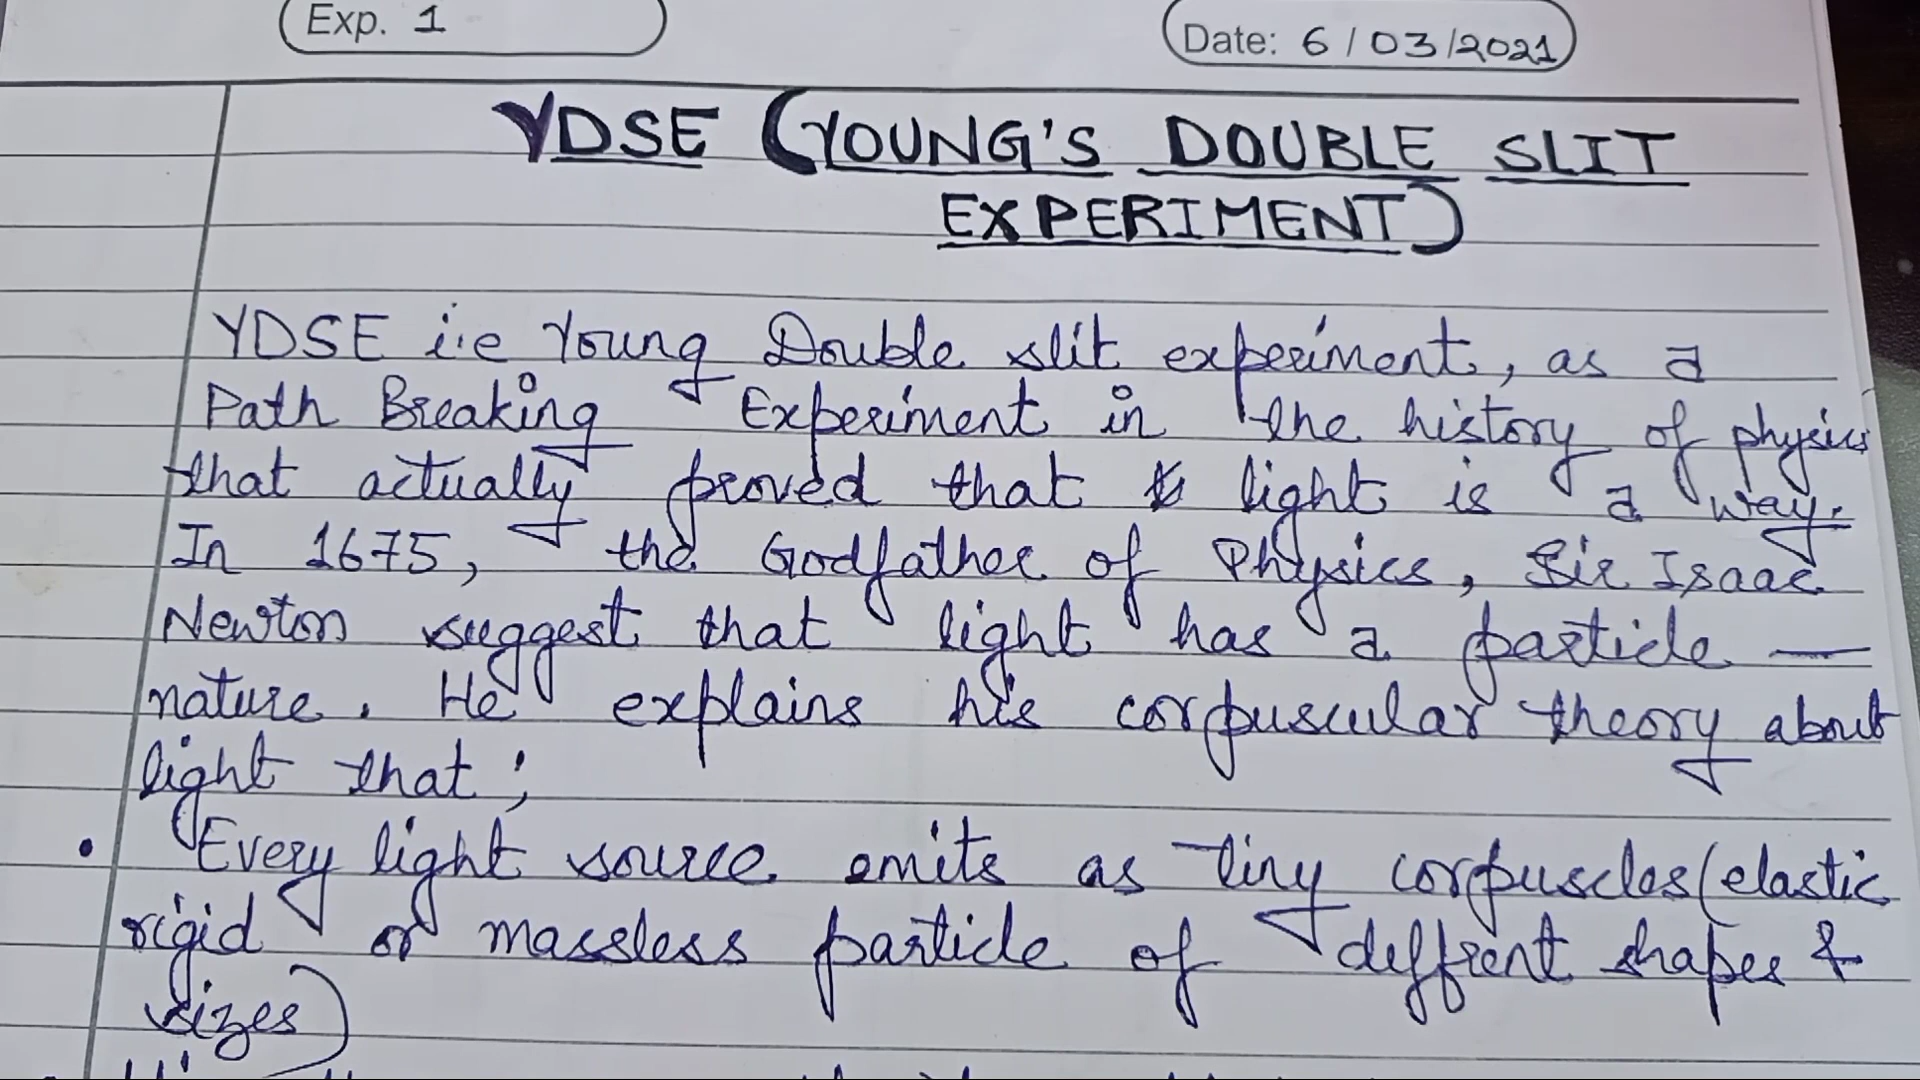 Exp. 1
Date: 6/03/2021
YDSE (YOUNG'S DOUBLE SLIT
EXPERIMENT)
YDSE i.e Young Double slit experiment, as a
Path Breaking Experiment in the history of physics
that actually proved that light is a way.
In 1675, the Godfather of Physics, Sir Isaac
Newton suggest that light has a particle —
nature. He explains his corpuscular theory about
light that ;
• Every light source emits as tiny corpuscles (elastic
rigid or massless particle of deffrent shapes &
sizes)